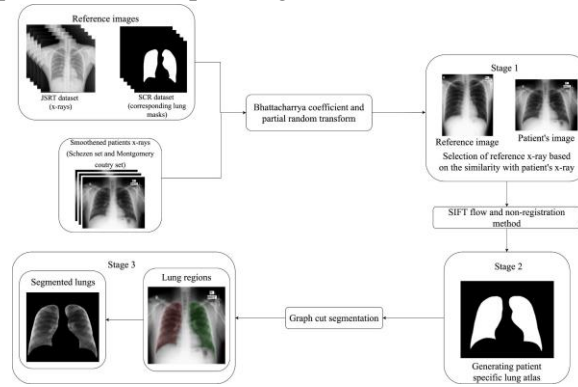 Reference images
JSRT dataset
(x-rays)
SCR dataset
(corresponding lung
masks)
Smoothened patients x-rays
(Schezen set and Montgomery
coutry set)
Bhattacharrya coefficient and
partial random transform
Stage 1
Reference image
Patient's image
Selection of reference x-ray based
on the similarity with patient's x-ray
SIFT flow and non-registration
method
Stage 2
Generating patient
specific lung atlas
Graph cut segmentation
Stage 3
Segmented lungs
Lung regions